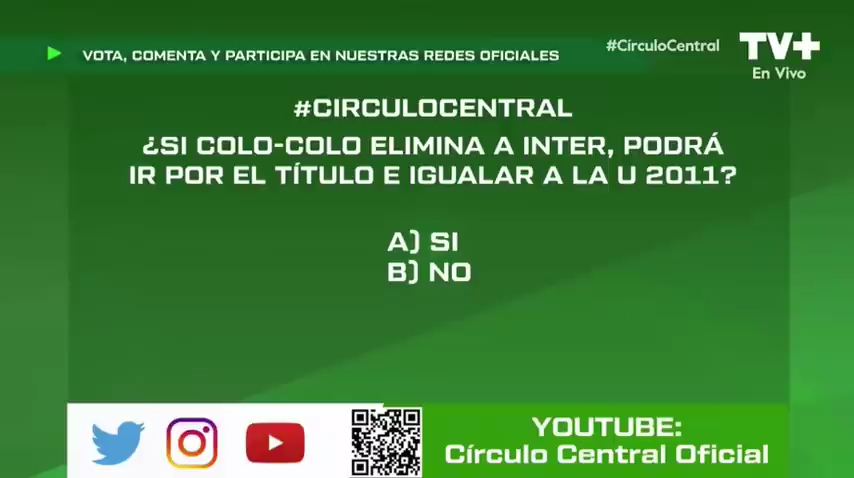 VOTA, COMENTA Y PARTICIPA EN NUESTRAS REDES OFICIALES
#CírculoCentral
TV+
En Vivo
#CIRCULOCENTRAL
¿SI COLO-COLO ELIMINA A INTER, PODRÁ
IR POR EL TÍTULO E IGUALAR A LA U 2011?
A) SI
B) NO
YOUTUBE:
Círculo Central Oficial